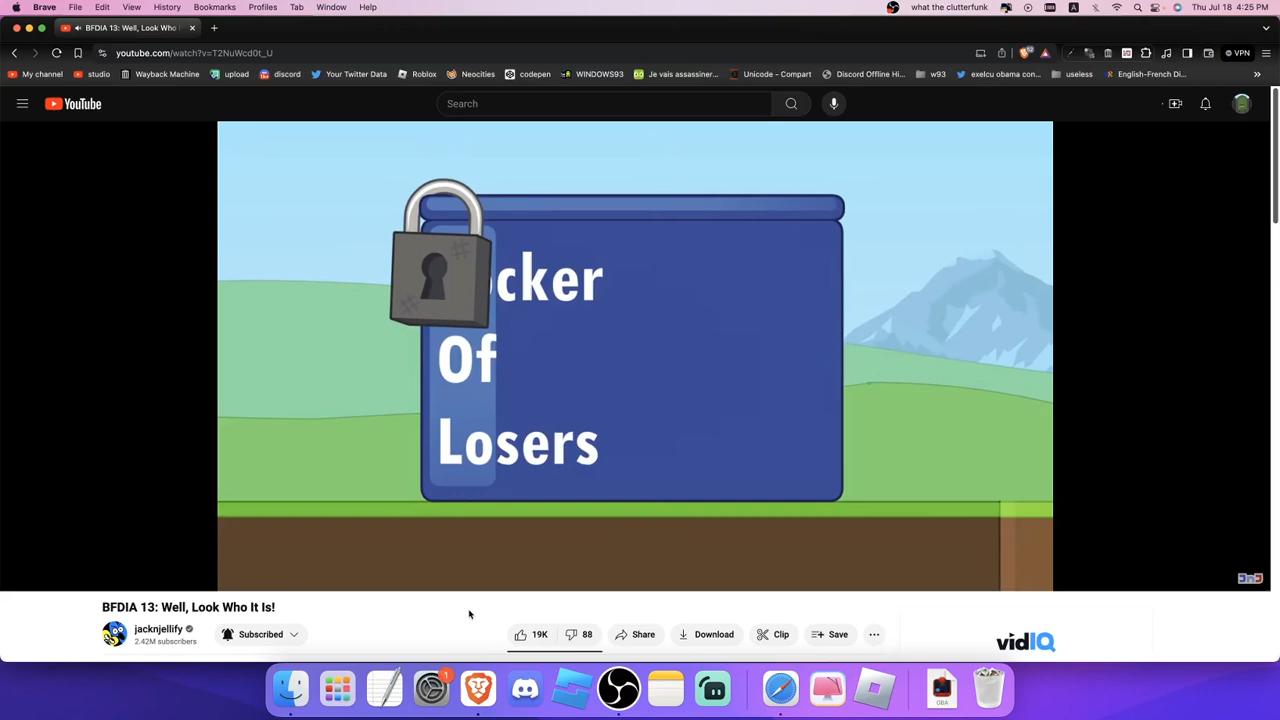 Brave File Edit View History Bookmarks Profiles Tab Window Help what the clutterfunk A Thu Jul 18 4:25 PM
BFDIA 13: Well, Look Who I
youtube.com/watch?v=T2NuWcd0t_U 52 VPN
My channel studio Wayback Machine upload discord Your Twitter Data Roblox Neocities codepen WINDOWS93 Je vais assassiner... Unicode - Compart Discord Offline Hi... w93 exelcu obama con... useless English-French Di... »
YouTube Search
ocker
Of
Losers
BFDIA 13: Well, Look Who It Is!
jacknjellify
2.42M subscribers
Subscribed 19K 88 Share Download Clip Save ...
vidIQ
1
GBA